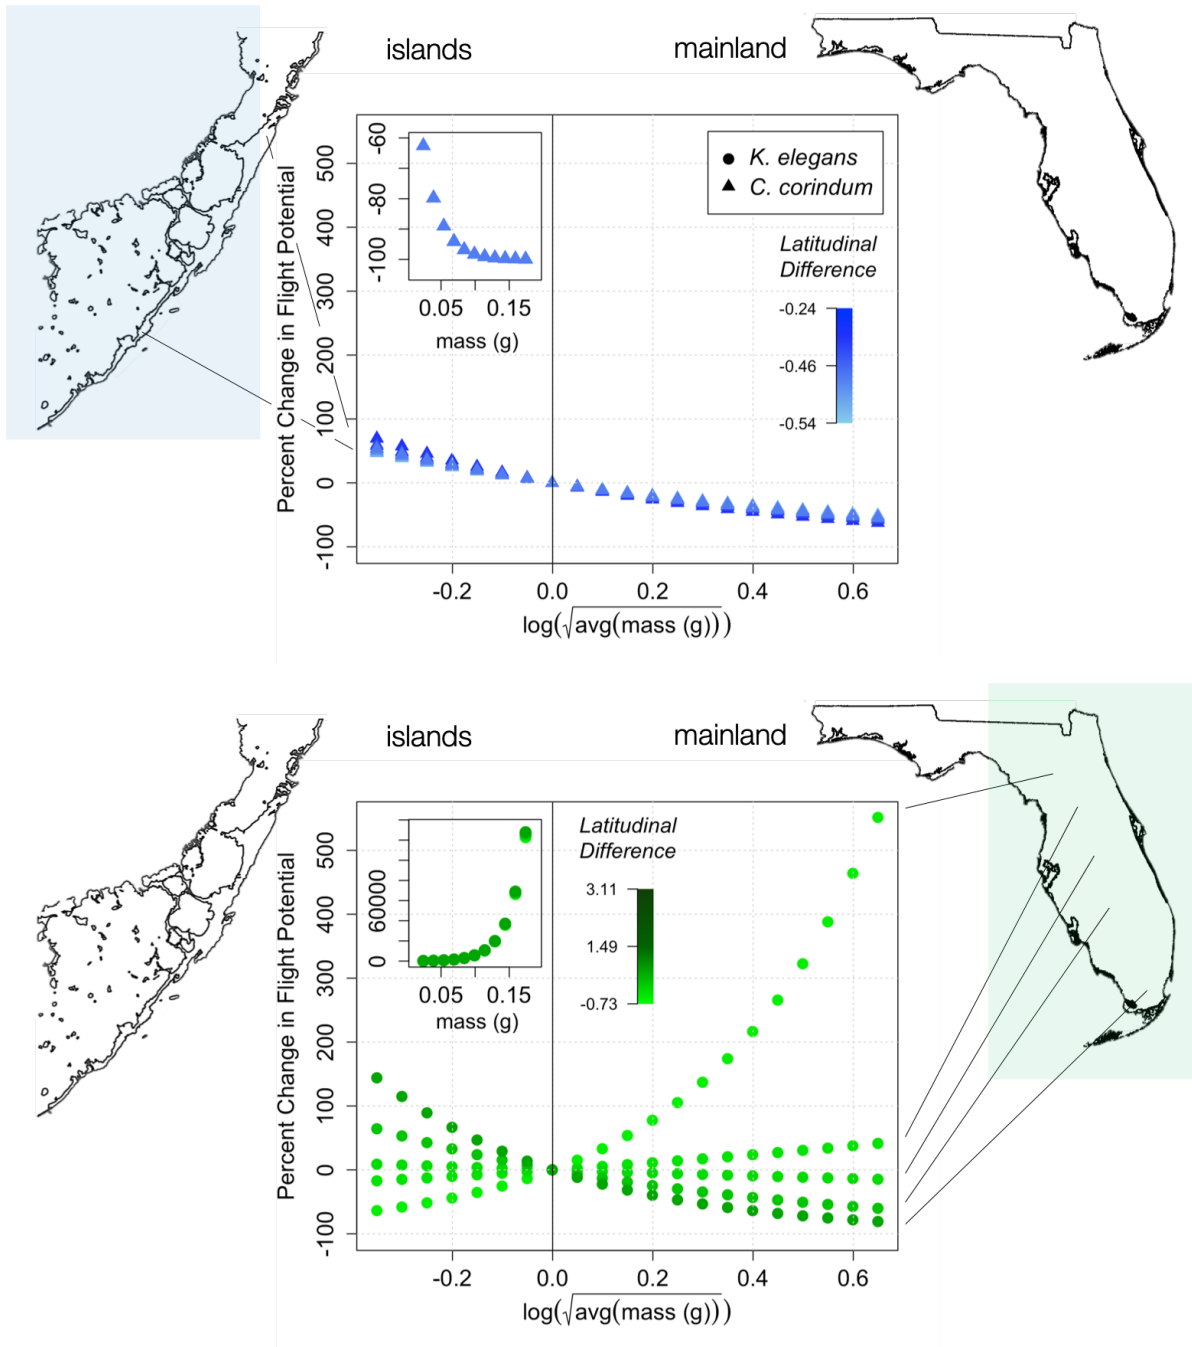 islands
mainland
Percent Change in Flight Potential
500
400
300
200
100
0
-100
-60
-80
-100
0.05
0.15
mass (g)
K. elegans
C. corindum
Latitudinal
Difference
-0.24
-0.46
-0.54
-0.2
0.0
0.2
0.4
0.6
log(√avg(mass (g)))
islands
mainland
Percent Change in Flight Potential
500
400
300
200
100
0
-100
60000
0
0.05
0.15
mass (g)
Latitudinal
Difference
3.11
1.49
-0.73
-0.2
0.0
0.2
0.4
0.6
log(√avg(mass (g)))